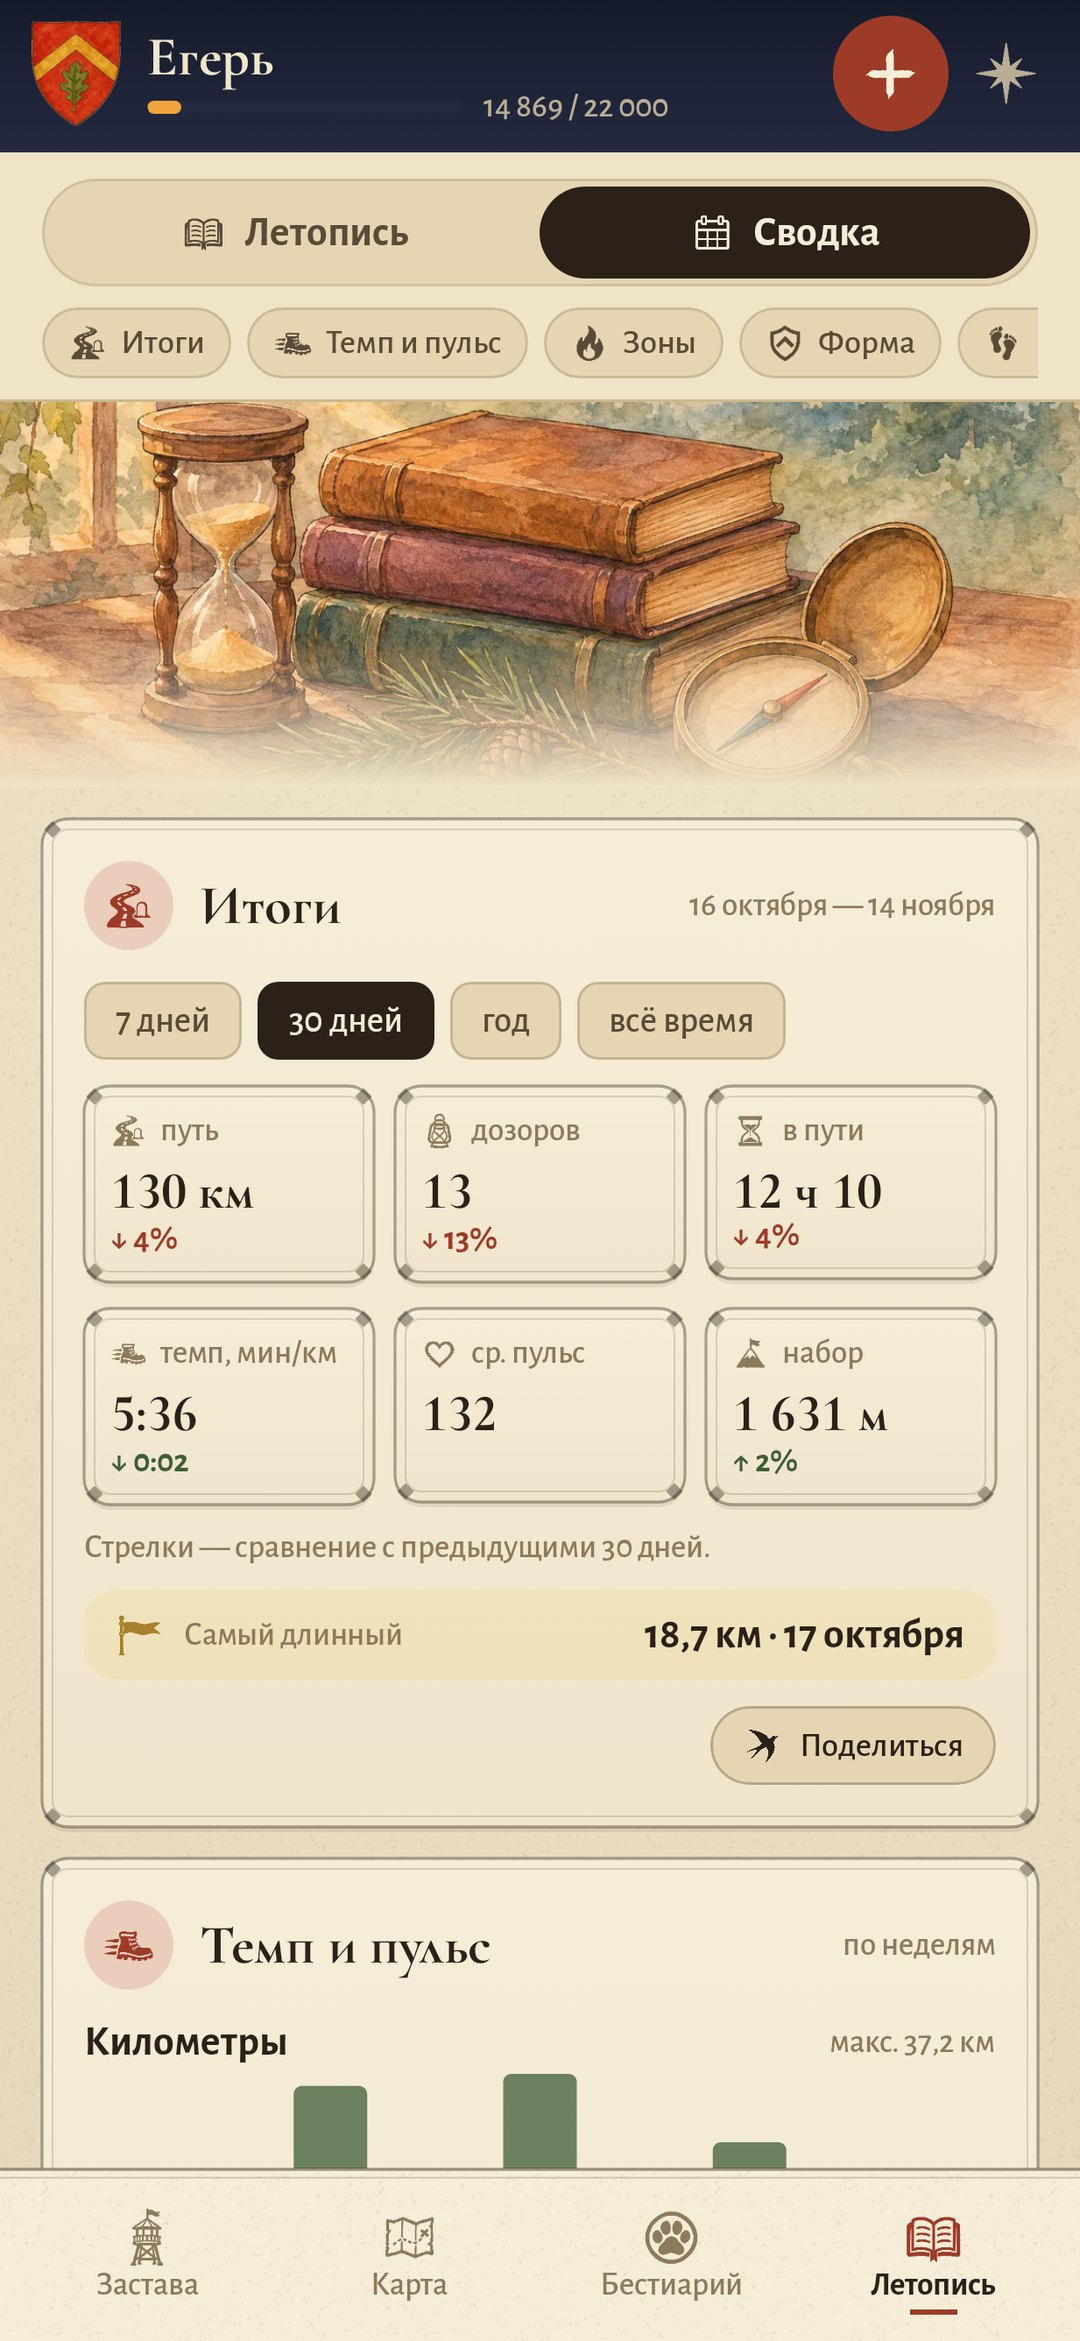 Егерь
14 869 / 22 000
Летопись
Сводка
Итоги
Темп и пульс
Зоны
Форма
Итоги
16 октября — 14 ноября
7 дней
30 дней
год
всё время
путь
130 км
↓ 4%
дозоров
13
↓ 13%
в пути
12 ч 10
↓ 4%
темп, мин/км
5:36
↓ 0:02
ср. пульс
132
набор
1 631 м
↑ 2%
Стрелки — сравнение с предыдущими 30 дней.
Самый длинный
18,7 км · 17 октября
Поделиться
Темп и пульс
по неделям
Километры
макс. 37,2 км
Застава
Карта
Бестиарий
Летопись